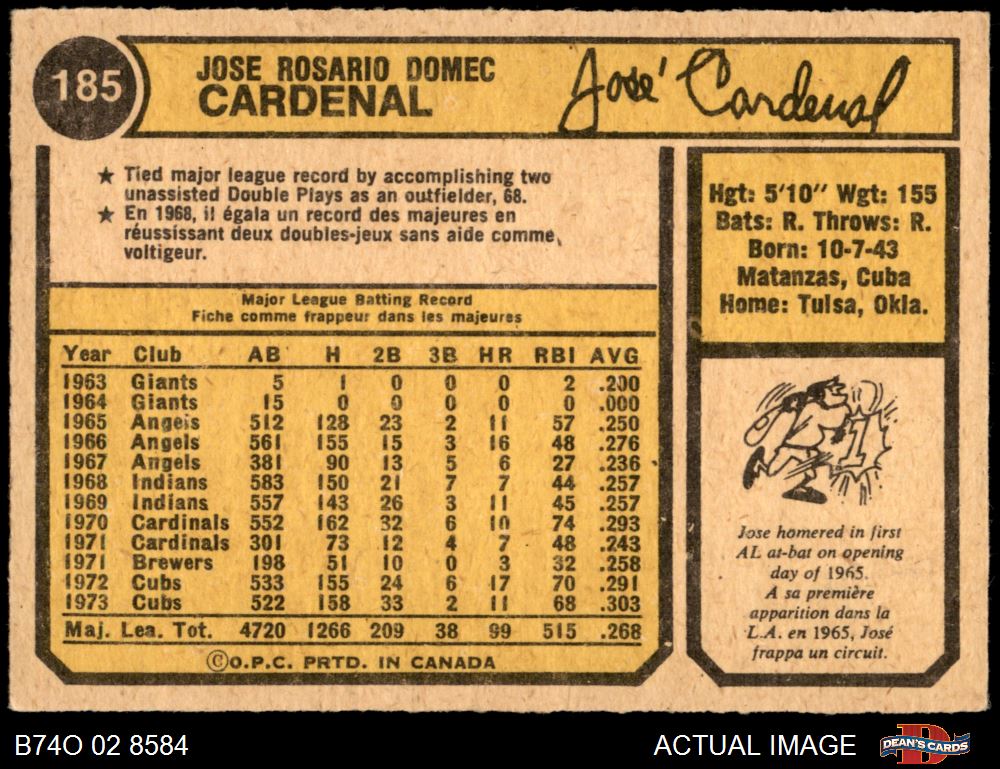 185
JOSE ROSARIO DOMEC
CARDENAL
José Cardenal
★ Tied major league record by accomplishing two
unassisted Double Plays as an outfielder, 68.
★ En 1968, il égala un record des majeures en
réussissant deux doubles-jeux sans aide comme
voltigeur.
Hgt: 5'10" Wgt: 155
Bats: R. Throws: R.
Born: 10-7-43
Matanzas, Cuba
Home: Tulsa, Okla.
Major League Batting Record
Fiche comme frappeur dans les majeures
Year Club AB H 2B 3B HR RBI AVG
1963 Giants 5 1 0 0 0 2 .200
1964 Giants 15 0 0 0 0 0 .000
1965 Angels 512 128 23 2 11 57 .250
1966 Angels 561 155 15 3 16 48 .276
1967 Angels 381 90 13 5 6 27 .236
1968 Indians 583 150 21 7 7 44 .257
1969 Indians 557 143 26 3 11 45 .257
1970 Cardinals 552 162 32 6 10 74 .293
1971 Cardinals 301 73 12 4 7 48 .243
1971 Brewers 198 51 10 0 3 32 .258
1972 Cubs 533 155 24 6 17 70 .291
1973 Cubs 522 158 33 2 11 68 .303
Maj. Lea. Tot. 4720 1266 209 38 99 515 .268
©O.P.C. PRTD. IN CANADA
1
Jose homered in first
AL at-bat on opening
day of 1965.
A sa première
apparition dans la
L.A. en 1965, José
frappa un circuit.
B74O 02 8584
ACTUAL IMAGE
DEAN'S CARDS